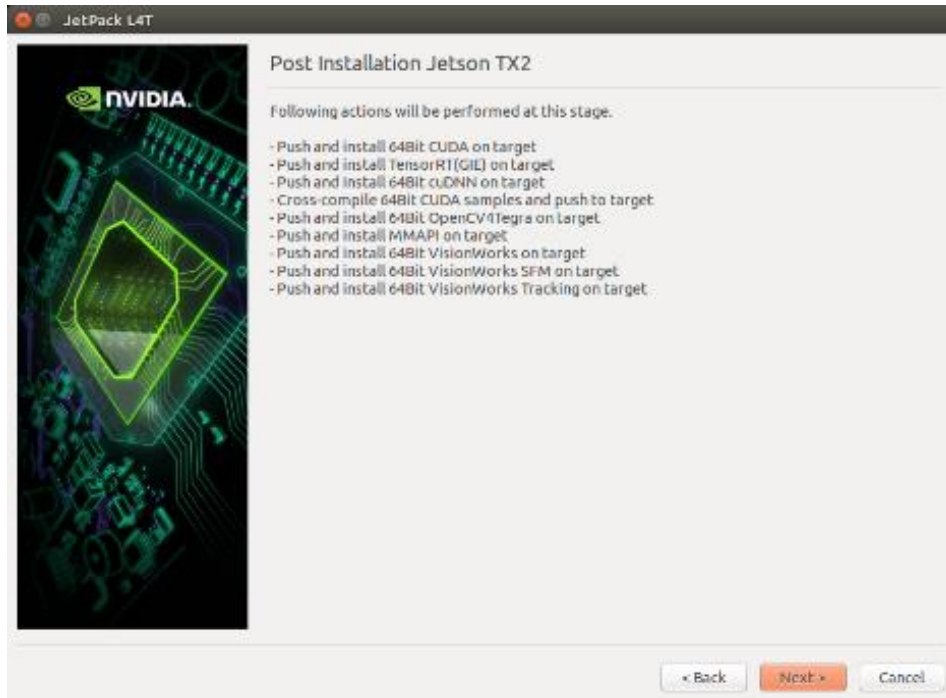 JetPack L4T
NVIDIA.
Post Installation Jetson TX2
Following actions will be performed at this stage.
- Push and install 64Bit CUDA on target
- Push and install TensorRT(GIE) on target
- Push and install 64Bit cuDNN on target
- Cross-compile 64Bit CUDA samples and push to target
- Push and install 64Bit OpenCV4Tegra on target
- Push and install MMAPI on target
- Push and install 64Bit VisionWorks on target
- Push and install 64Bit VisionWorks SFM on target
- Push and install 64Bit VisionWorks Tracking on target
< Back Next > Cancel